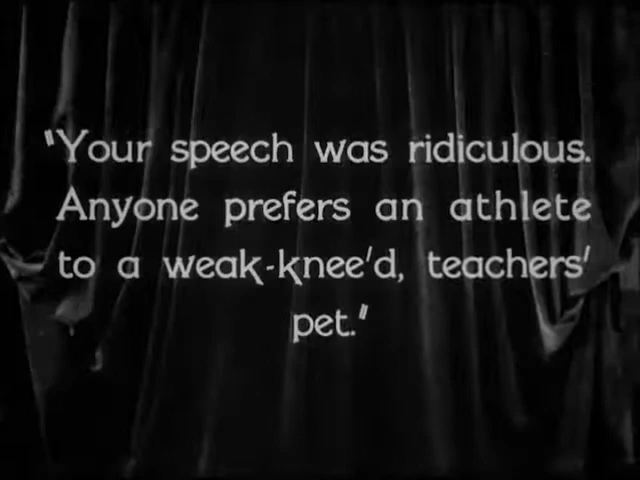 "Your speech was ridiculous.
Anyone prefers an athlete
to a weak-knee'd, teachers'
pet."